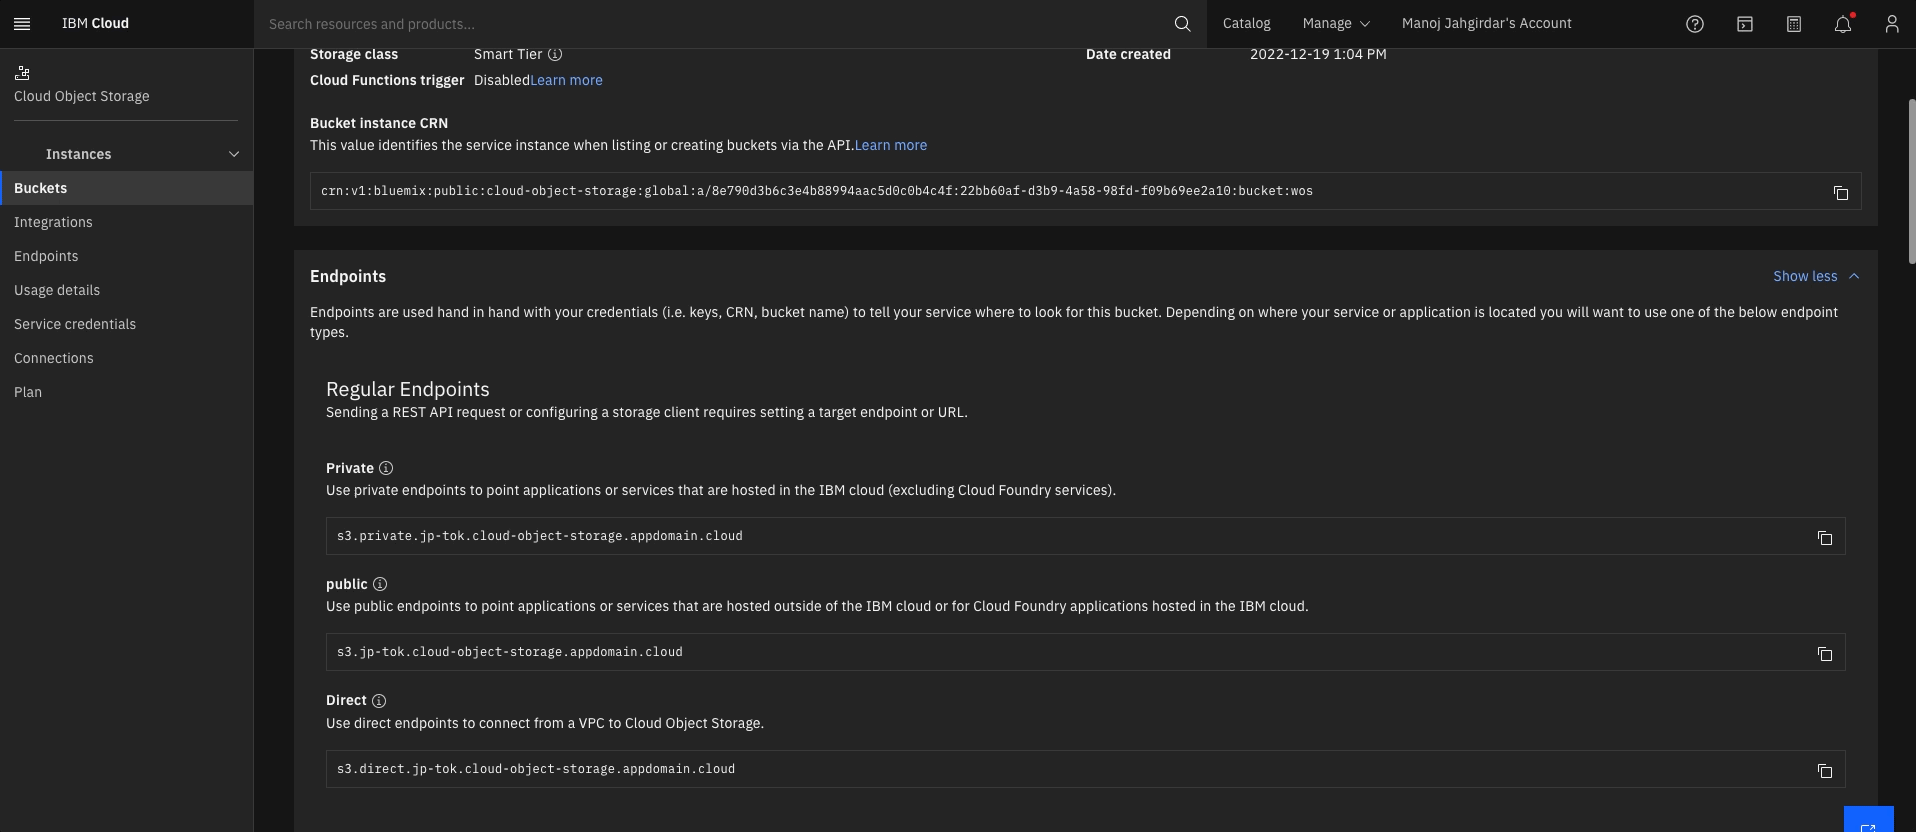 IBM Cloud
Search resources and products...
Catalog
Manage
Manoj Jahgirdar's Account
Cloud Object Storage
Instances
Buckets
Integrations
Endpoints
Usage details
Service credentials
Connections
Plan
Storage class Smart Tier
Date created 2022-12-19 1:04 PM
Cloud Functions trigger DisabledLearn more
Bucket instance CRN
This value identifies the service instance when listing or creating buckets via the API.Learn more
crn:v1:bluemix:public:cloud-object-storage:global:a/8e790d3b6c3e4b88994aac5d0c0b4c4f:22bb60af-d3b9-4a58-98fd-f09b69ee2a10:bucket:wos
Endpoints
Show less
Endpoints are used hand in hand with your credentials (i.e. keys, CRN, bucket name) to tell your service where to look for this bucket. Depending on where your service or application is located you will want to use one of the below endpoint
types.
Regular Endpoints
Sending a REST API request or configuring a storage client requires setting a target endpoint or URL.
Private
Use private endpoints to point applications or services that are hosted in the IBM cloud (excluding Cloud Foundry services).
s3.private.jp-tok.cloud-object-storage.appdomain.cloud
public
Use public endpoints to point applications or services that are hosted outside of the IBM cloud or for Cloud Foundry applications hosted in the IBM cloud.
s3.jp-tok.cloud-object-storage.appdomain.cloud
Direct
Use direct endpoints to connect from a VPC to Cloud Object Storage.
s3.direct.jp-tok.cloud-object-storage.appdomain.cloud